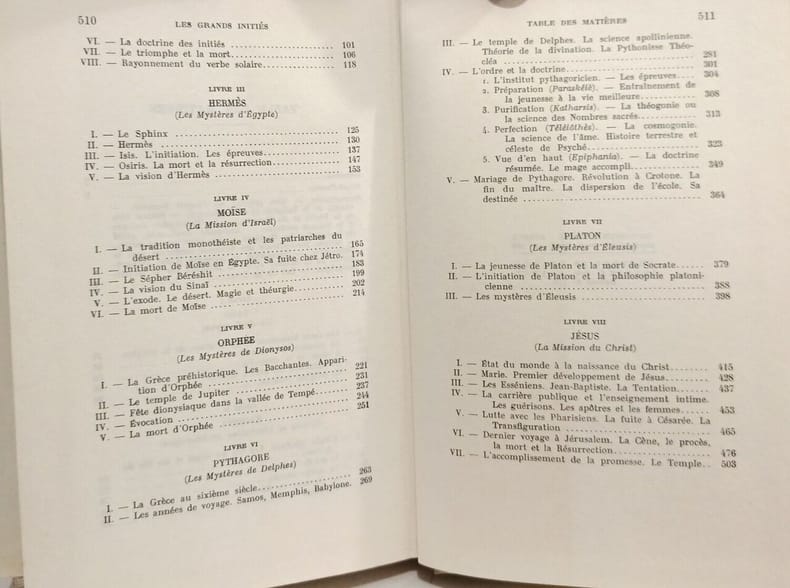 510
LES GRANDS INITIÉS
VI. — La doctrine des initiés ........................ 101
VII. — Le triomphe et la mort ........................ 106
VIII. — Rayonnement du verbe solaire ................ 118
LIVRE III
HERMÈS
(Les Mystères d'Égypte)
I. — Le Sphinx ........................ 125
II. — Hermès ........................ 130
III. — Isis. L'initiation. Les épreuves ................ 137
IV. — Osiris. La mort et la résurrection ................ 147
V. — La vision d'Hermès ........................ 153
LIVRE IV
MOÏSE
(La Mission d'Israël)
I. — La tradition monothéiste et les patriarches du
désert ........................ 165
II. — Initiation de Moïse en Égypte. Sa fuite chez Jétro. 174
III. — Le Sépher Béréshit ........................ 183
IV. — La vision du Sinaï ........................ 199
V. — L'exode. Le désert. Magie et théurgie ............ 202
VI. — La mort de Moïse ........................ 214
LIVRE V
ORPHÉE
(Les Mystères de Dionysos)
I. — La Grèce préhistorique. Les Bacchantes. Appari-
tion d'Orphée ........................ 221
II. — Le temple de Jupiter ........................ 231
III. — Fête dionysiaque dans la vallée de Tempé ........ 237
IV. — Évocation ........................ 244
V. — La mort d'Orphée ........................ 251
LIVRE VI
PYTHAGORE
(Les Mystères de Delphes)
I. — La Grèce au sixième siècle ........................ 263
II. — Les années de voyage. Samos, Memphis, Babylone. 269
TABLE DES MATIÈRES
511
III. — Le temple de Delphes. La science apollinienne.
Théorie de la divination. La Pythonisse Théo-
cléa ........................ 281
IV. — L'ordre et la doctrine ........................ 301
1. L'institut pythagoricien. — Les épreuves .... 304
2. Préparation (Paraskéiè). — Entraînement de
la jeunesse à la vie meilleure ............ 308
3. Purification (Katharsis). — La théogonie ou
la science des Nombres sacrés ............ 313
4. Perfection (Téléiôthès). — La cosmogonie.
La science de l'âme. Histoire terrestre et
céleste de Psyché ........................ 323
5. Vue d'en haut (Epiphania). — La doctrine
résumée. Le mage accompli ................ 349
V. — Mariage de Pythagore. Révolution à Crotone. La
fin du maître. La dispersion de l'école. Sa
destinée ........................ 364
LIVRE VII
PLATON
(Les Mystères d'Éleusis)
I. — La jeunesse de Platon et la mort de Socrate ...... 379
II. — L'initiation de Platon et la philosophie platoni-
cienne ........................ 388
III. — Les mystères d'Éleusis ........................ 398
LIVRE VIII
JÉSUS
(La Mission du Christ)
I. — État du monde à la naissance du Christ ........ 415
II. — Marie. Premier développement de Jésus ........ 428
III. — Les Esséniens. Jean-Baptiste. La Tentation ...... 437
IV. — La carrière publique et l'enseignement intime.
Les guérisons. Les apôtres et les femmes ...... 453
V. — Lutte avec les Pharisiens. La fuite à Césarée. La
Transfiguration ........................ 465
VI. — Dernier voyage à Jérusalem. La Cène, le procès,
la mort et la Résurrection ................ 476
VII. — L'accomplissement de la promesse. Le Temple .. 503